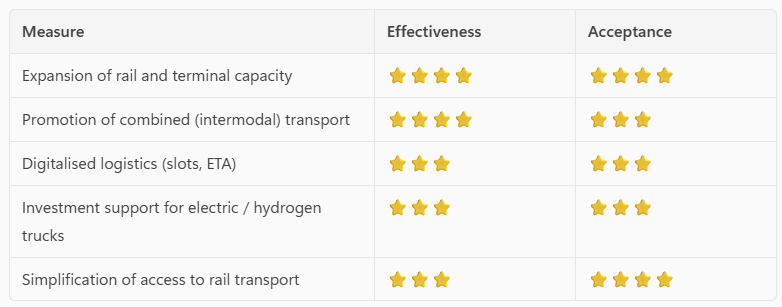 Measure Effectiveness Acceptance
Expansion of rail and terminal capacity ⭐⭐⭐⭐ ⭐⭐⭐⭐
Promotion of combined (intermodal) transport ⭐⭐⭐⭐ ⭐⭐⭐
Digitalised logistics (slots, ETA) ⭐⭐⭐ ⭐⭐⭐
Investment support for electric / hydrogen ⭐⭐⭐ ⭐⭐⭐
trucks
Simplification of access to rail transport ⭐⭐⭐ ⭐⭐⭐⭐